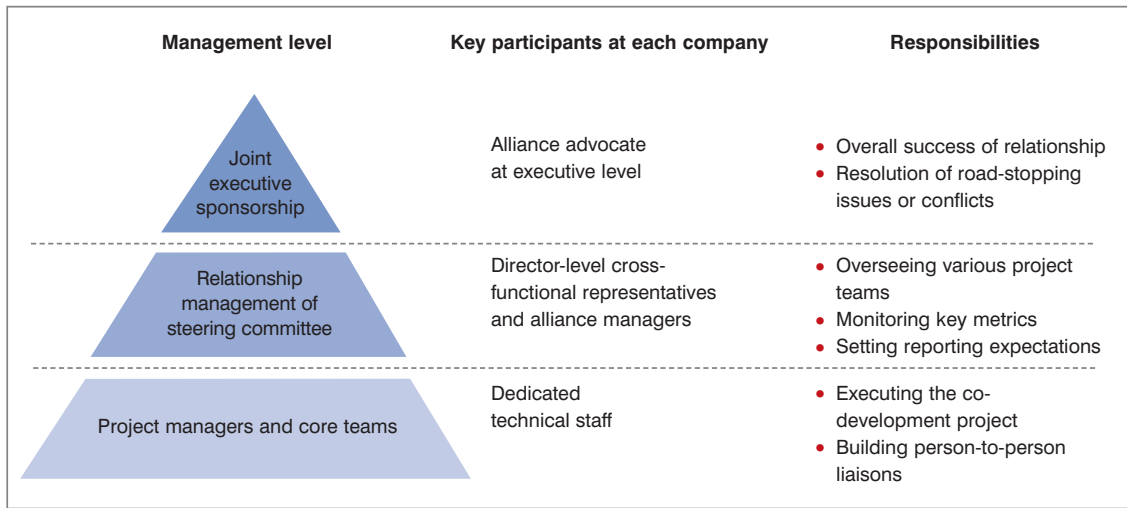 Management level
Key participants at each company
Responsibilities
Joint
executive
sponsorship
Alliance advocate
at executive level
• Overall success of relationship
• Resolution of road-stopping
issues or conflicts
Relationship
management of
steering committee
Director-level cross-
functional representatives
and alliance managers
• Overseeing various project
teams
• Monitoring key metrics
• Setting reporting expectations
Project managers and core teams
Dedicated
technical staff
• Executing the co-
development project
• Building person-to-person
liaisons